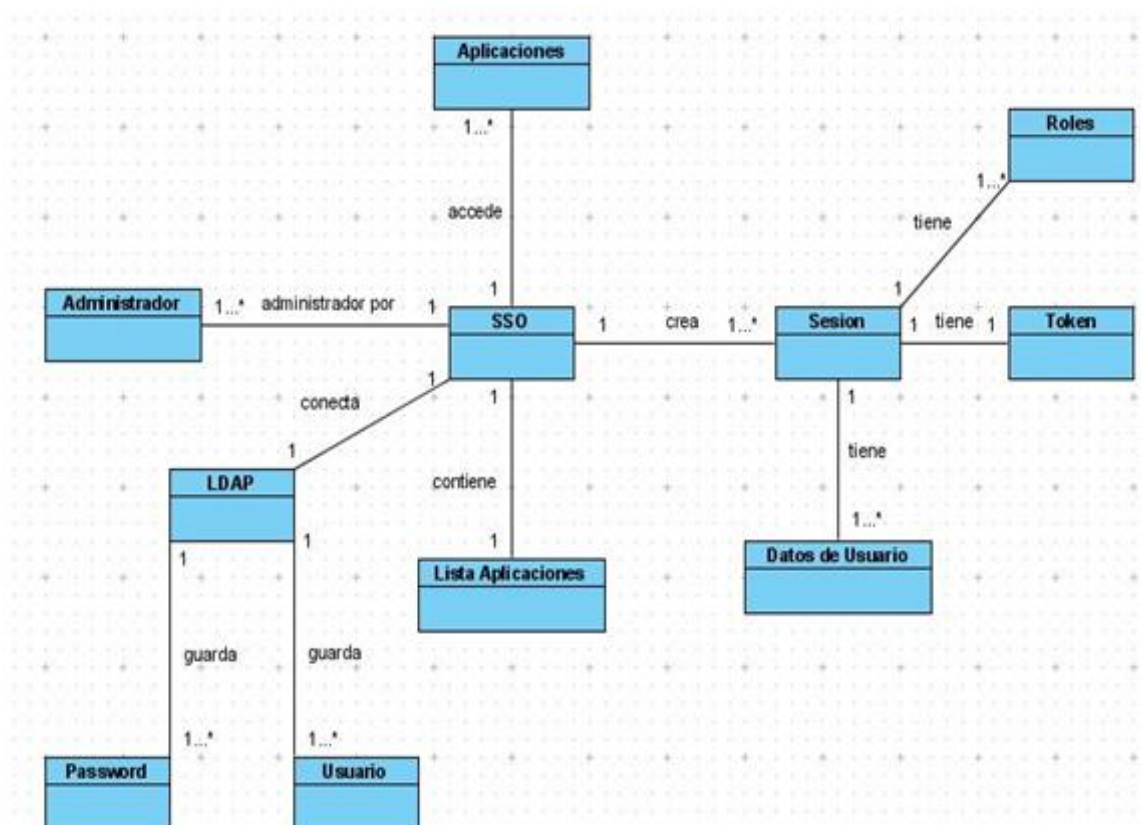 Aplicaciones
1...*
Roles
1...*
accede
tiene
1
1
Administrador
1...*
administrador por
1
SSO
1
crea
1...*
Sesion
1
tiene
1
Token
1
1
1
conecta
1
tiene
LDAP
contiene
1...*
1
1
1
Datos de Usuario
Lista Aplicaciones
guarda
guarda
1...*
1...*
Password
Usuario